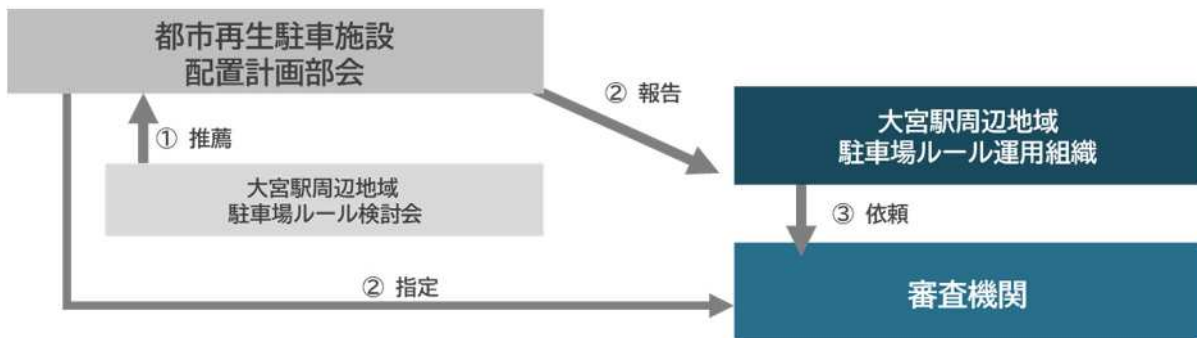 都市再生駐車施設
配置計画部会
② 報告
① 推薦
大宮駅周辺地域
駐車場ルール運用組織
大宮駅周辺地域
駐車場ルール検討会
③ 依頼
② 指定
審査機関